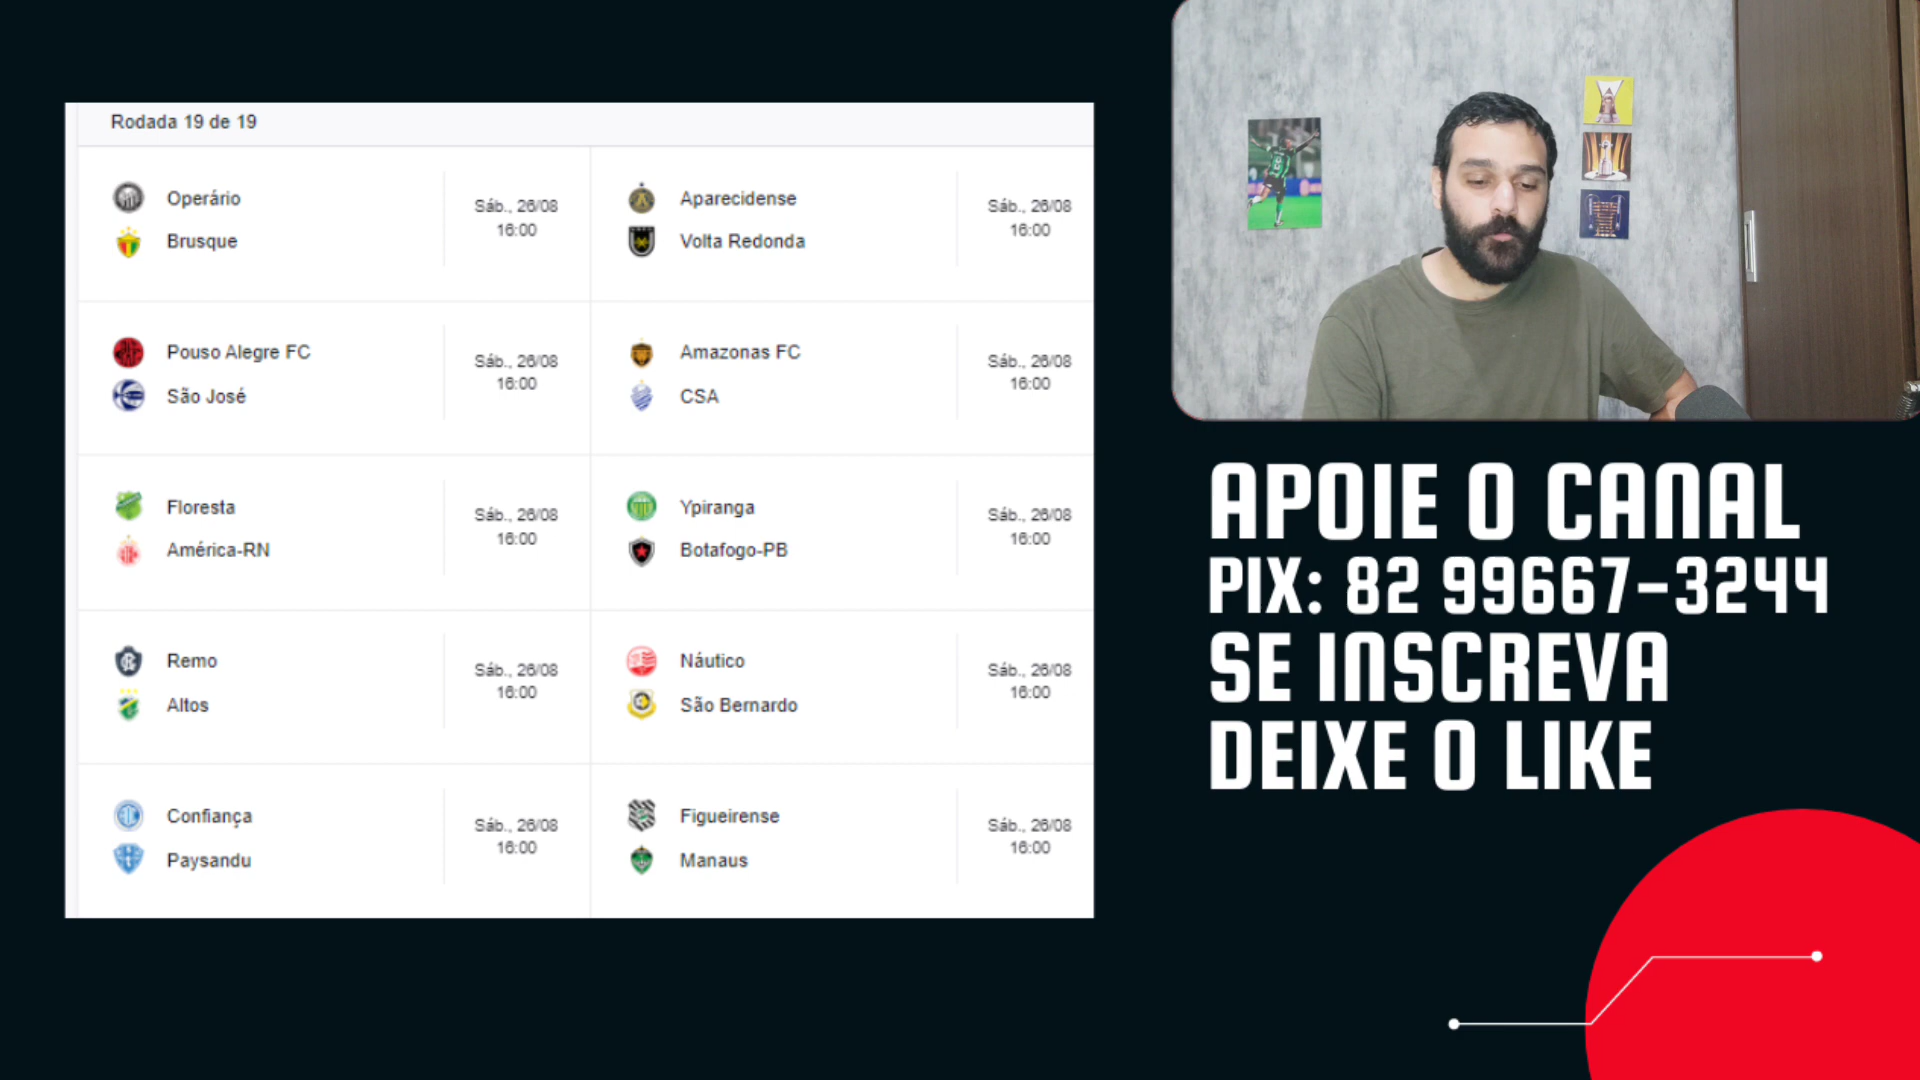 Rodada 19 de 19
Operário
Brusque
Sáb., 26/08
16:00
Aparecidense
Volta Redonda
Sáb., 26/08
16:00
Pouso Alegre FC
São José
Sáb., 26/08
16:00
Amazonas FC
CSA
Sáb., 26/08
16:00
Floresta
América-RN
Sáb., 26/08
16:00
Ypiranga
Botafogo-PB
Sáb., 26/08
16:00
Remo
Altos
Sáb., 26/08
16:00
Náutico
São Bernardo
Sáb., 26/08
16:00
Confiança
Paysandu
Sáb., 26/08
16:00
Figueirense
Manaus
Sáb., 26/08
16:00
APOIE O CANAL
PIX: 82 99667-3244
SE INSCREVA
DEIXE O LIKE